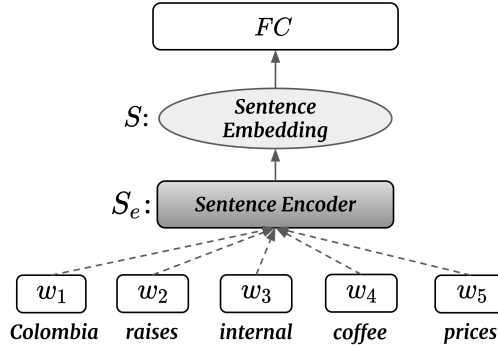 FC
S: Sentence
Embedding
Sₑ: Sentence Encoder
w₁ w₂ w₃ w₄ w₅
Colombia raises internal coffee prices